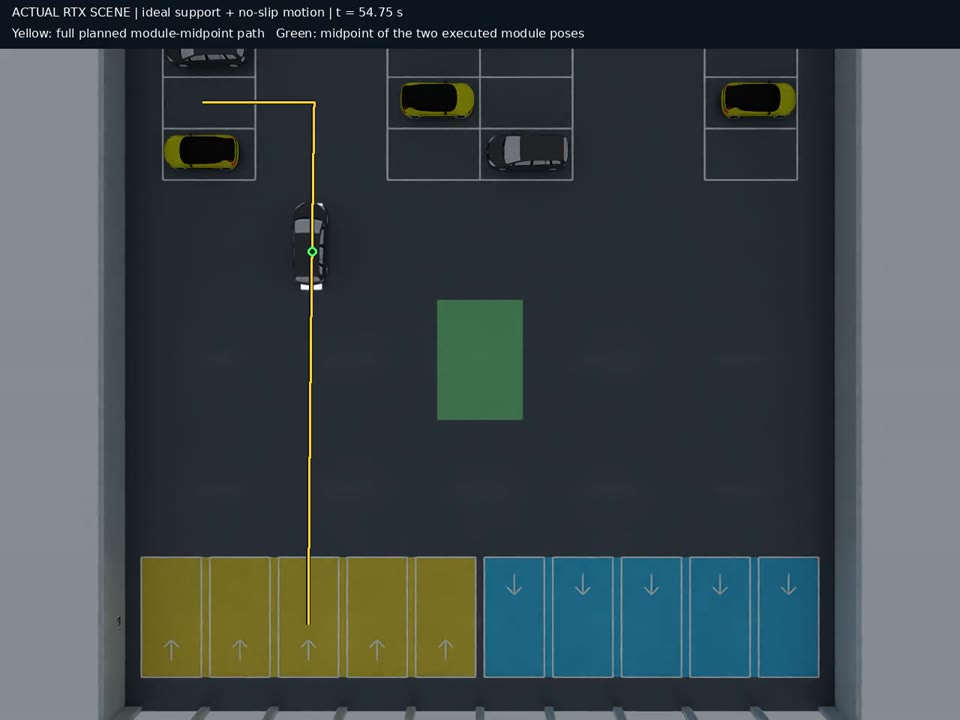 ACTUAL RTX SCENE | ideal support + no-slip motion | t = 54.75 s
Yellow: full planned module-midpoint path   Green: midpoint of the two executed module poses